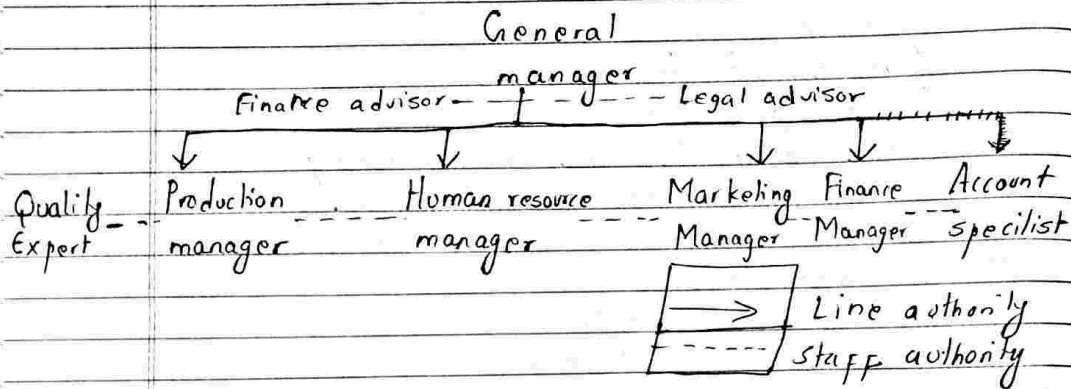 General
manager
Finance advisor Legal advisor
Quality Production Human resource Marketing Finance Account
Expert manager manager Manager Manager specilist
Line authority
staff authority